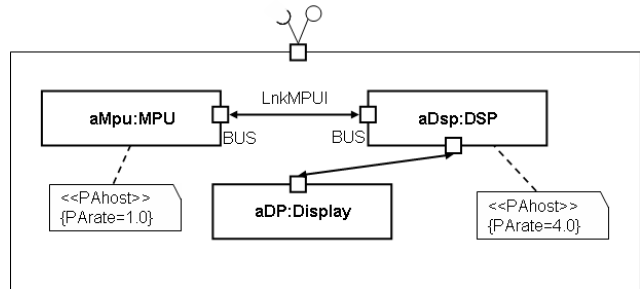 LnkMPUI
aMpu:MPU
aDsp:DSP
BUS
BUS
<<PAhost>>
{PArate=1.0}
aDP:Display
<<PAhost>>
{PArate=4.0}